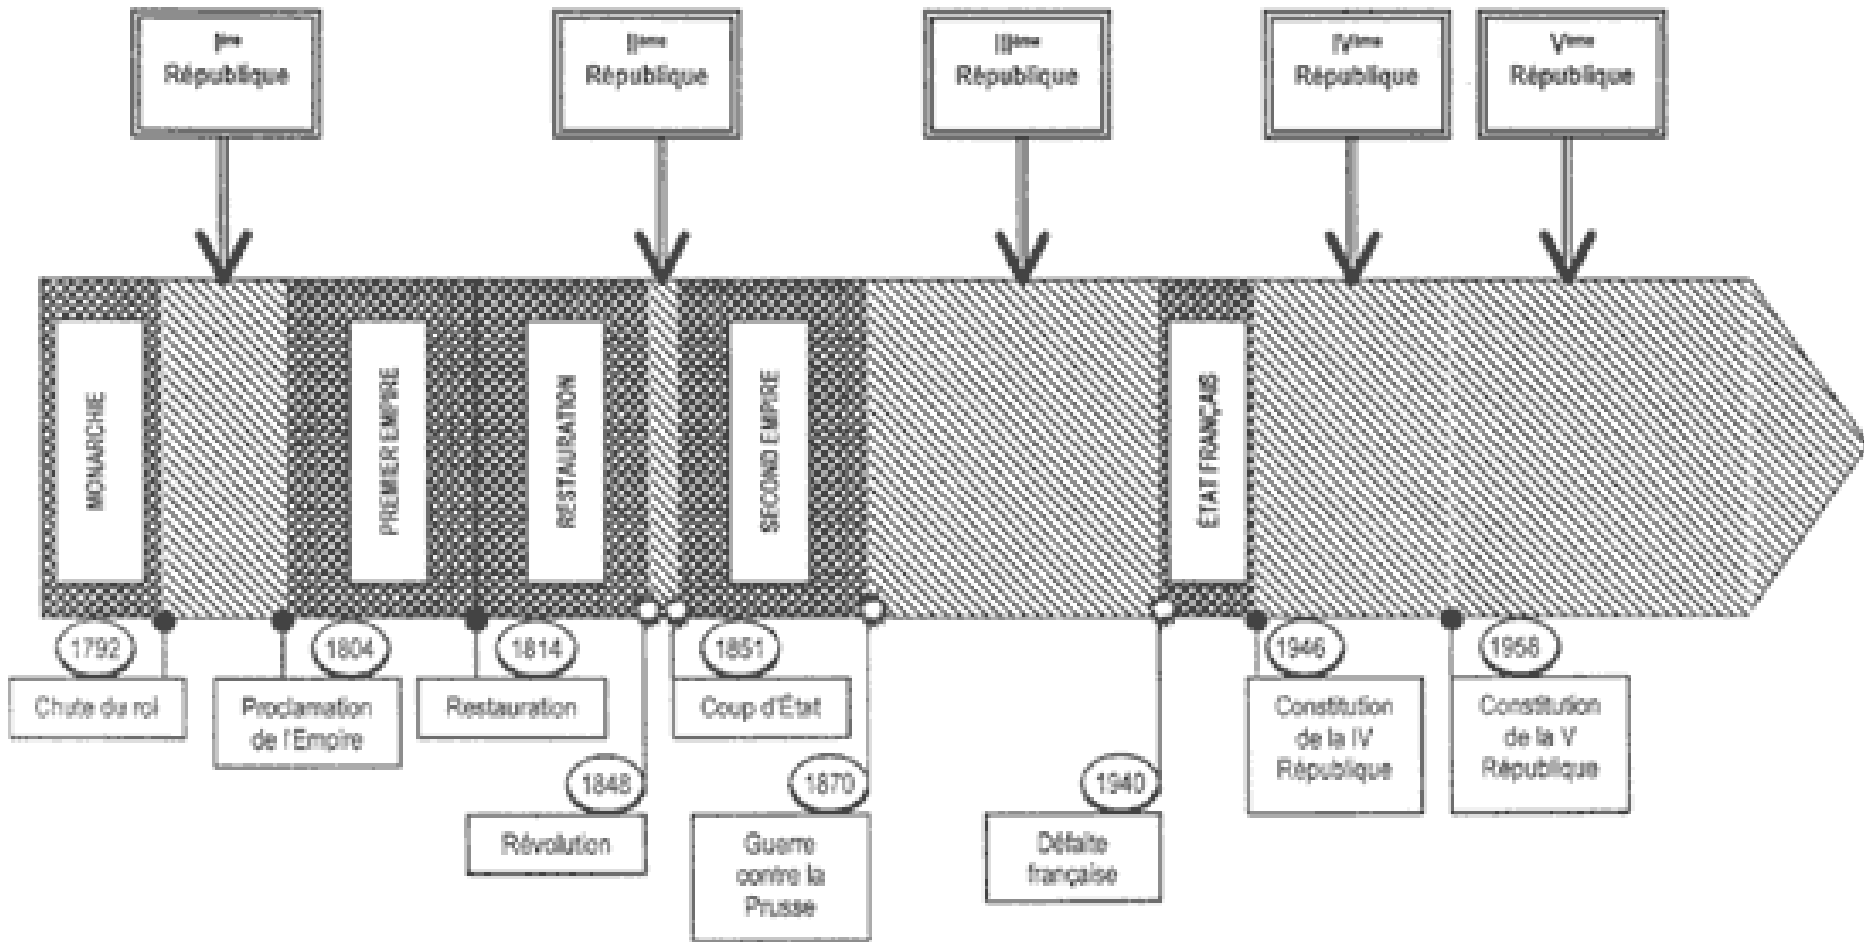 Ière
République
IIème
République
IIIème
République
IVème
République
Vème
République
MONARCHIE
PREMIER EMPIRE
RESTAURATION
SECOND EMPIRE
ÉTAT FRANÇAIS
1792
Chute du roi
1804
Proclamation
de l'Empire
1814
Restauration
1848
Révolution
1851
Coup d'État
1870
Guerre
contre la
Prusse
1940
Défaite
française
1946
Constitution
de la IV
République
1958
Constitution
de la V
République